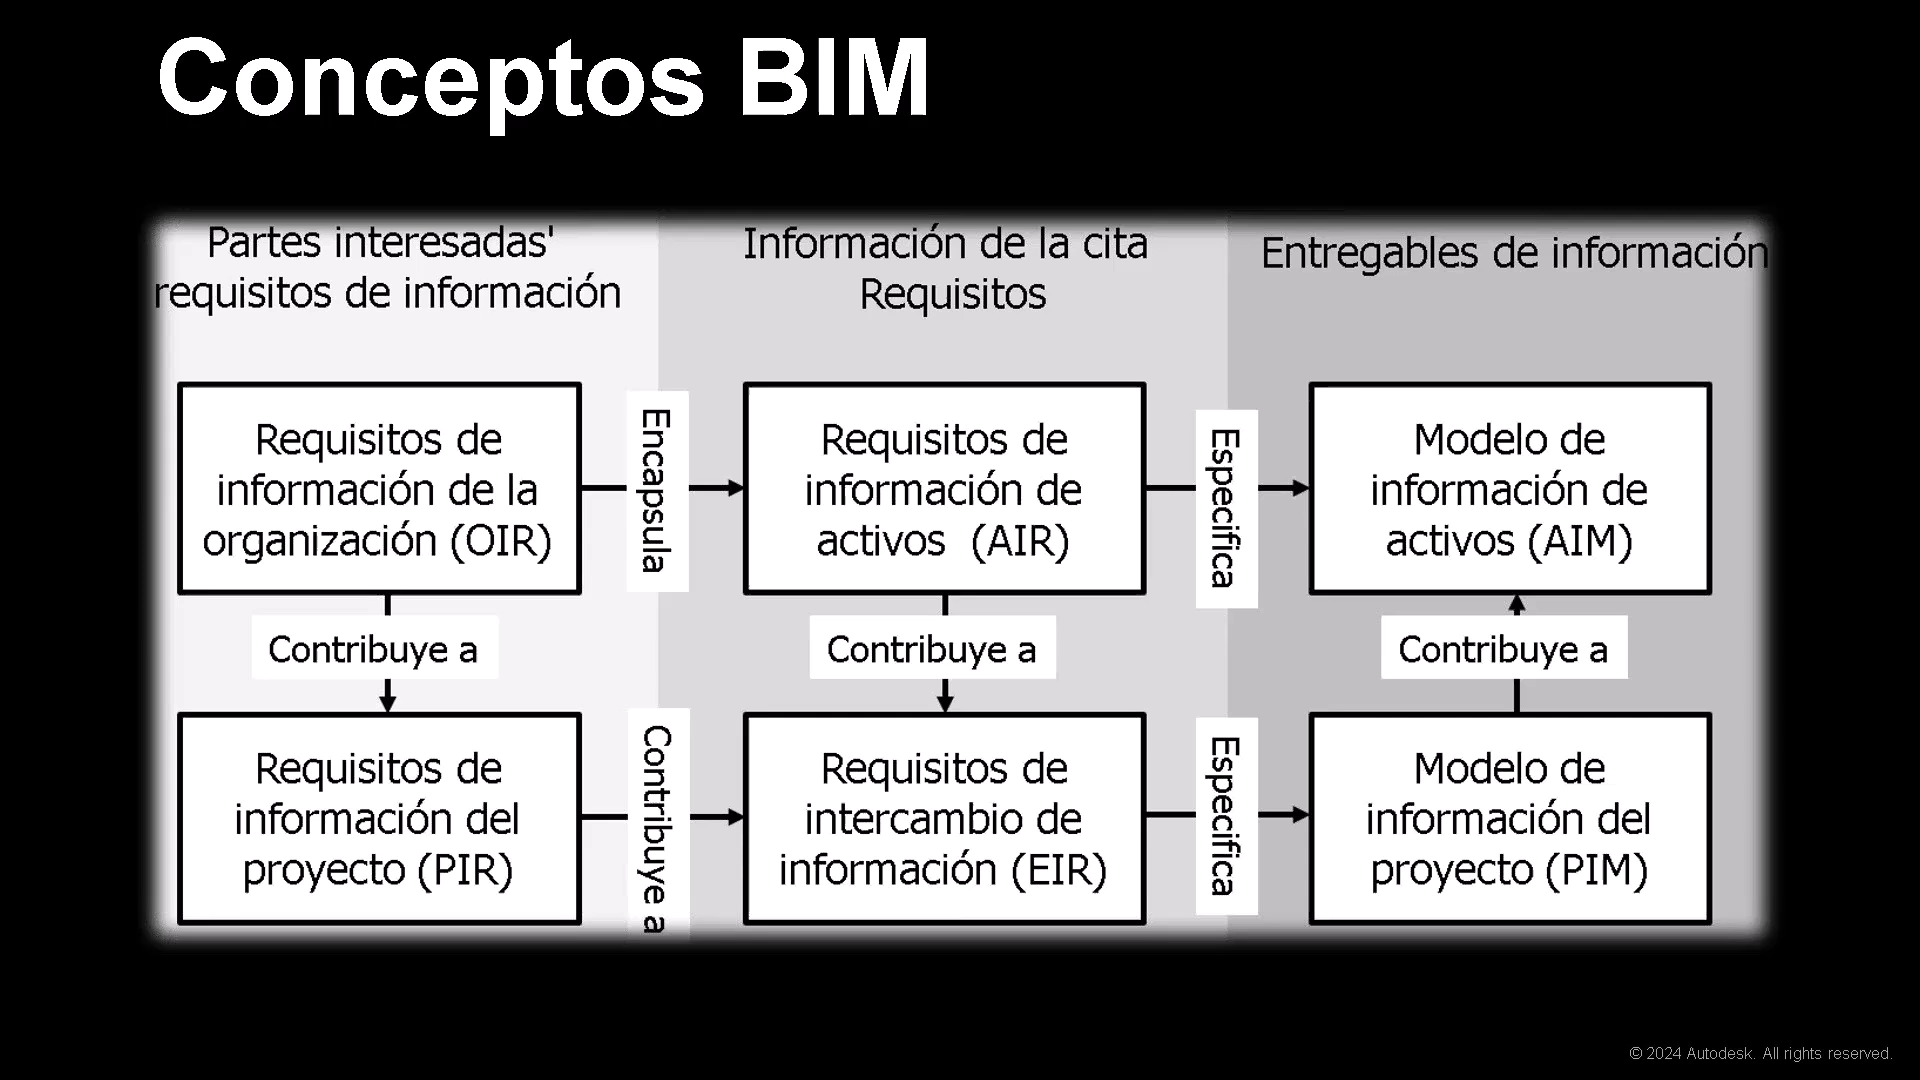 Conceptos BIM
Partes interesadas'
requisitos de información
Información de la cita
Requisitos
Entregables de información
Requisitos de
información de la
organización (OIR)
Encapsula
Requisitos de
información de
activos (AIR)
Especifica
Modelo de
información de
activos (AIM)
Contribuye a
Contribuye a
Contribuye a
Requisitos de
información del
proyecto (PIR)
Contribuye a
Requisitos de
intercambio de
información (EIR)
Especifica
Modelo de
información del
proyecto (PIM)
© 2024 Autodesk. All rights reserved.